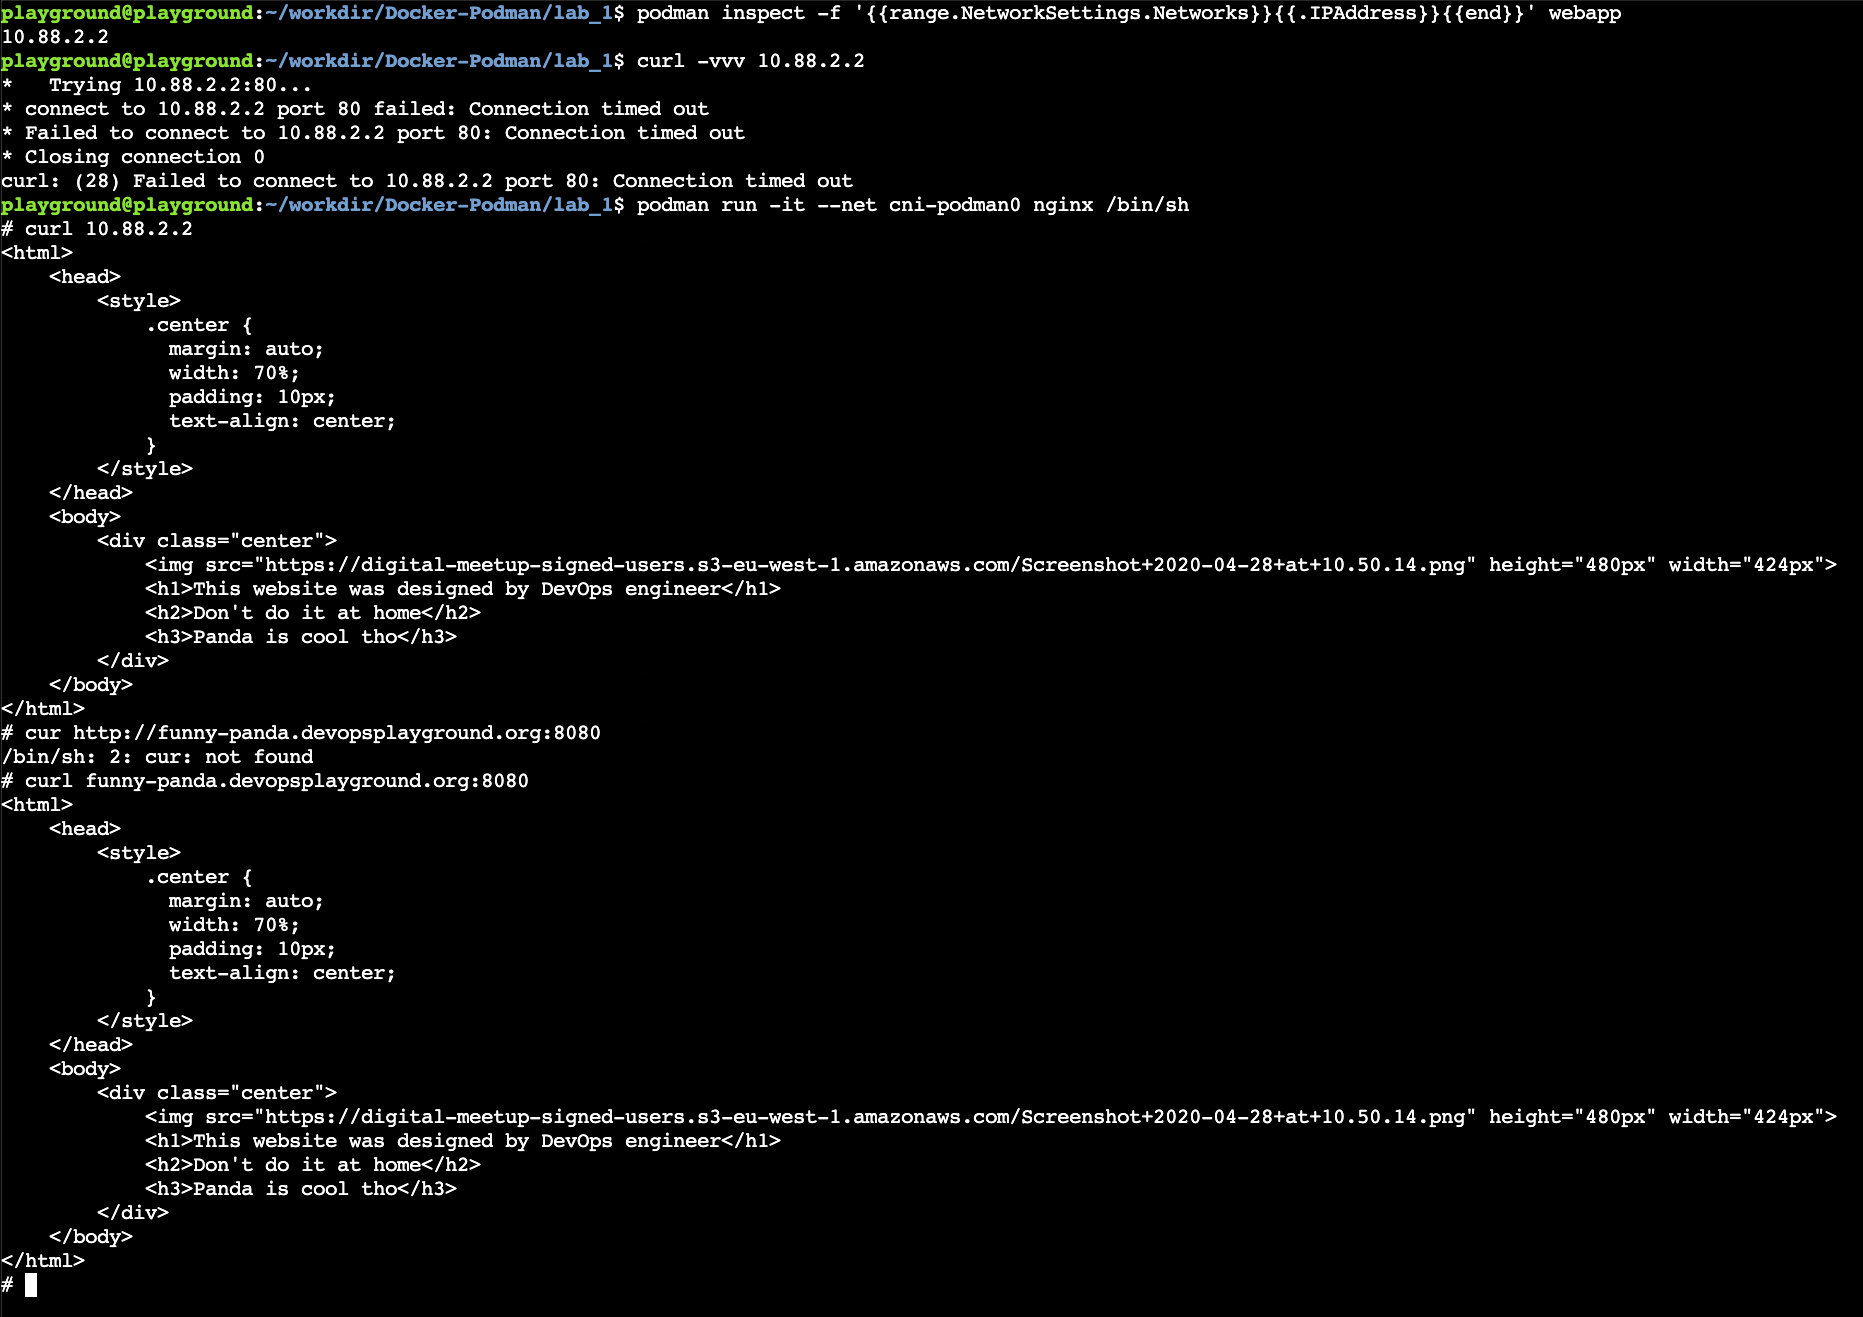 playground@playground:~/workdir/Docker-Podman/lab_1$ podman inspect -f '{{range.NetworkSettings.Networks}}{{.IPAddress}}{{end}}' webapp
10.88.2.2
playground@playground:~/workdir/Docker-Podman/lab_1$ curl -vvv 10.88.2.2
*   Trying 10.88.2.2:80...
* connect to 10.88.2.2 port 80 failed: Connection timed out
* Failed to connect to 10.88.2.2 port 80: Connection timed out
* Closing connection 0
curl: (28) Failed to connect to 10.88.2.2 port 80: Connection timed out
playground@playground:~/workdir/Docker-Podman/lab_1$ podman run -it --net cni-podman0 nginx /bin/sh
# curl 10.88.2.2
<html>
    <head>
        <style>
            .center {
              margin: auto;
              width: 70%;
              padding: 10px;
              text-align: center;
            }
        </style>
    </head>
    <body>
        <div class="center">
            <img src="https://digital-meetup-signed-users.s3-eu-west-1.amazonaws.com/Screenshot+2020-04-28+at+10.50.14.png" height="480px" width="424px">
            <h1>This website was designed by DevOps engineer</h1>
            <h2>Don't do it at home</h2>
            <h3>Panda is cool tho</h3>
        </div>
    </body>
</html>
# cur http://funny-panda.devopsplayground.org:8080
/bin/sh: 2: cur: not found
# curl funny-panda.devopsplayground.org:8080
<html>
    <head>
        <style>
            .center {
              margin: auto;
              width: 70%;
              padding: 10px;
              text-align: center;
            }
        </style>
    </head>
    <body>
        <div class="center">
            <img src="https://digital-meetup-signed-users.s3-eu-west-1.amazonaws.com/Screenshot+2020-04-28+at+10.50.14.png" height="480px" width="424px">
            <h1>This website was designed by DevOps engineer</h1>
            <h2>Don't do it at home</h2>
            <h3>Panda is cool tho</h3>
        </div>
    </body>
</html>
#